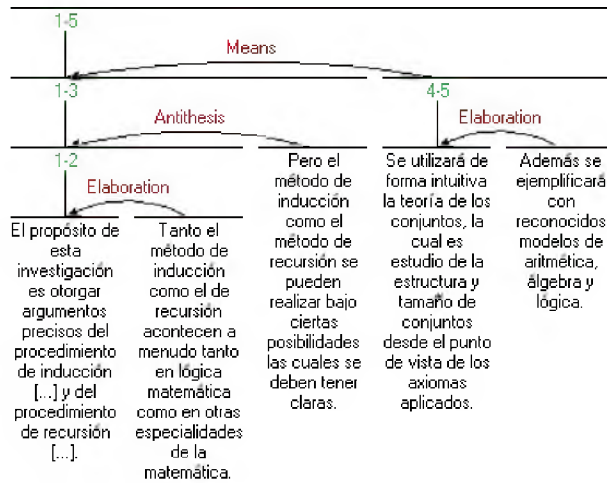 1-5
Means
1-3
4-5
Antithesis
Elaboration
1-2
Elaboration
El propósito de
esta
investigación
es otorgar
argumentos
precisos del
procedimiento
de inducción
[...] y del
procedimiento
de recursión
[...].
Tanto el
método de
inducción
como el de
recursión
acontecen a
menudo tanto
en lógica
matemática
como en otras
especialidades
de la
matemática.
Pero el
método de
inducción
como el
método de
recursión se
pueden
realizar bajo
ciertas
posibilidades
las cuales se
deben tener
claras.
Se utilizará de
forma intuitiva
la teoría de los
conjuntos, la
cual es
estudio de la
estructura y
tamaño de
conjuntos
desde el punto
de vista de los
axiomas
aplicados.
Además se
ejemplificará
con
reconocidos
modelos de
aritmética,
álgebra y
lógica.